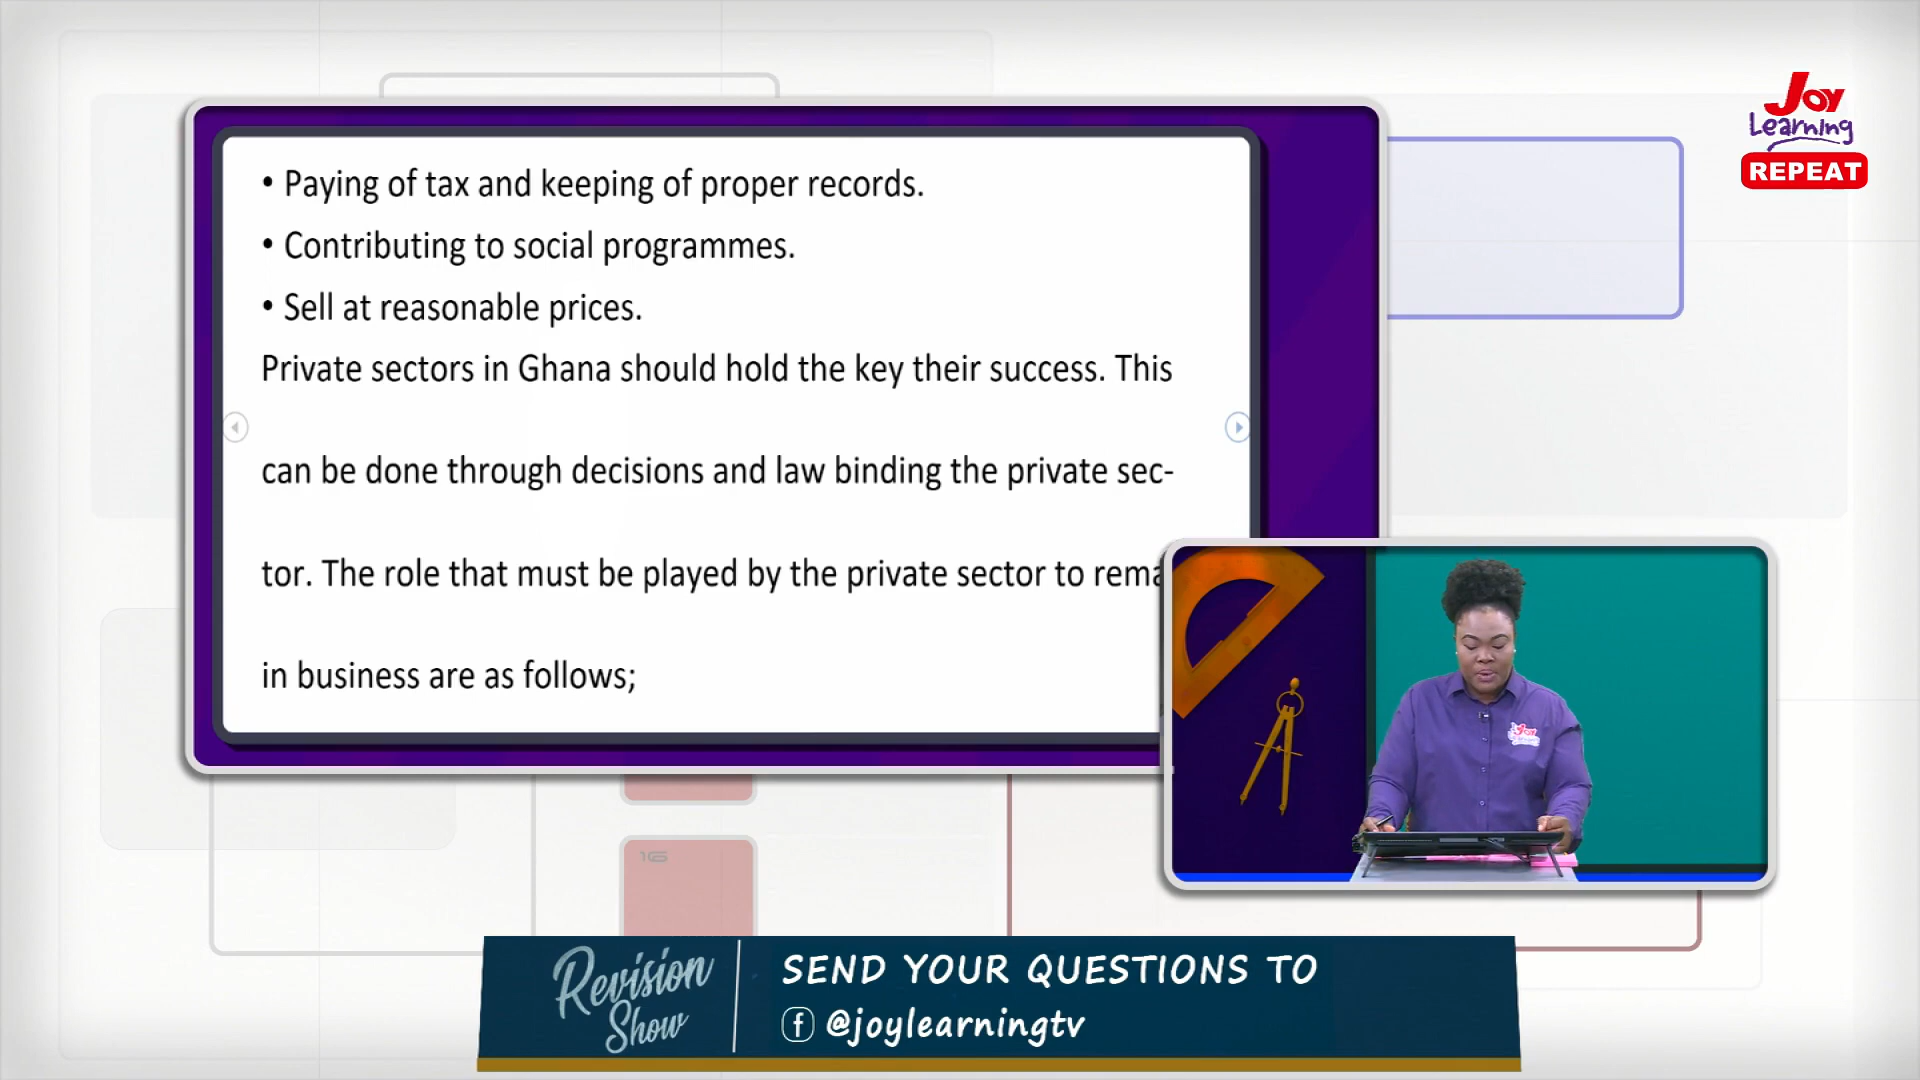 • Paying of tax and keeping of proper records.
• Contributing to social programmes.
• Sell at reasonable prices.
Private sectors in Ghana should hold the key their success. This
can be done through decisions and law binding the private sec-
tor. The role that must be played by the private sector to rema
in business are as follows;
Joy
Learning
REPEAT
Joy
16
Revision
Show
SEND YOUR QUESTIONS TO
@joylearningtv